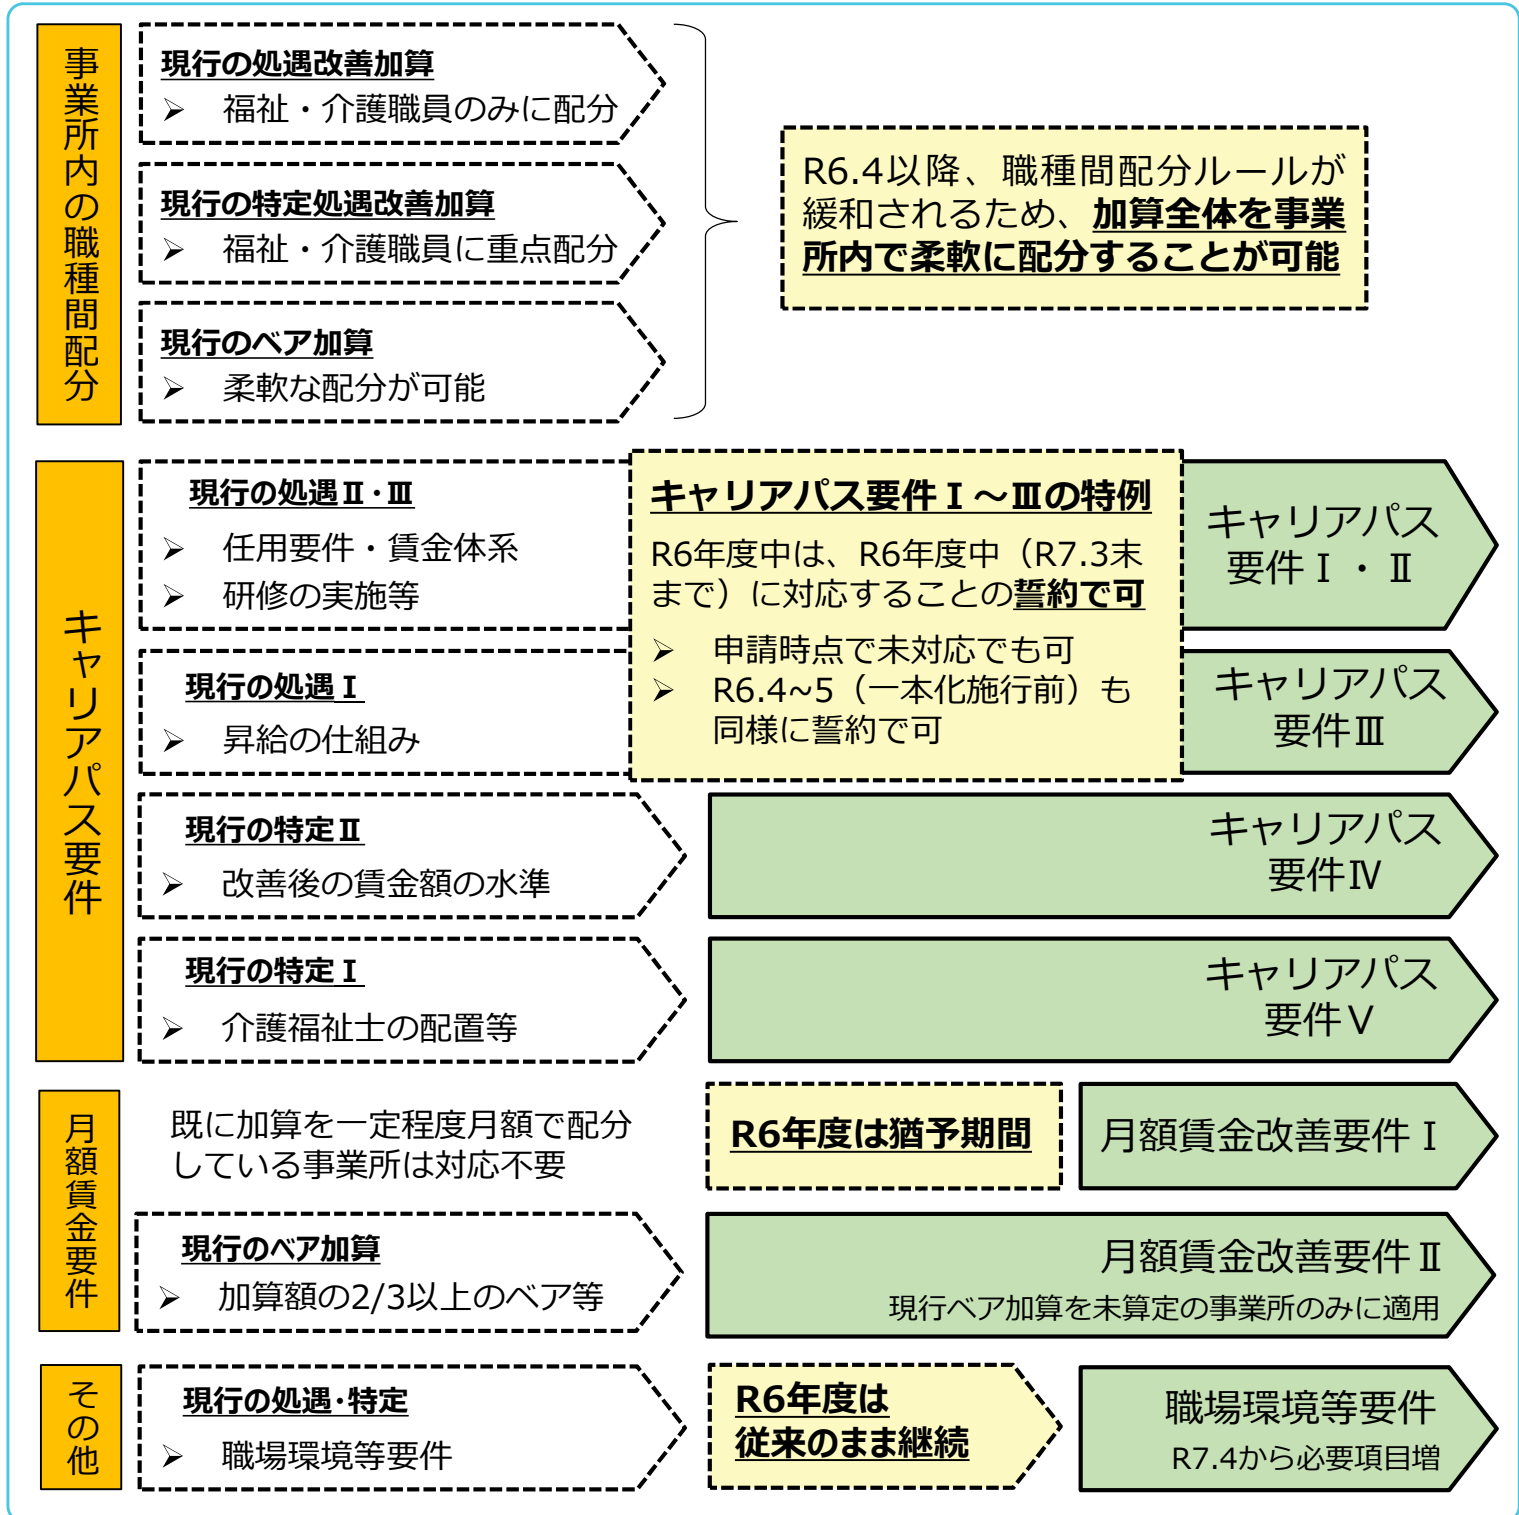 事業所内の職種間配分
現行の処遇改善加算
➢ 福祉・介護職員のみに配分
現行の特定処遇改善加算
➢ 福祉・介護職員に重点配分
現行のベア加算
➢ 柔軟な配分が可能
R6.4以降、職種間配分ルールが
緩和されるため、加算全体を事業
所内で柔軟に配分することが可能
キャリアパス要件
現行の処遇Ⅱ・Ⅲ
➢ 任用要件・賃金体系
➢ 研修の実施等
現行の処遇Ⅰ
➢ 昇給の仕組み
キャリアパス要件Ⅰ～Ⅲの特例
R6年度中は、R6年度中（R7.3末
まで）に対応することの誓約で可
➢ 申請時点で未対応でも可
➢ R6.4~5（一本化施行前）も
同様に誓約で可
キャリアパス
要件Ⅰ・Ⅱ
キャリアパス
要件Ⅲ
現行の特定Ⅱ
➢ 改善後の賃金額の水準
キャリアパス
要件Ⅳ
現行の特定Ⅰ
➢ 介護福祉士の配置等
キャリアパス
要件Ⅴ
月額賃金要件
既に加算を一定程度月額で配分
している事業所は対応不要
R6年度は猶予期間
月額賃金改善要件Ⅰ
現行のベア加算
➢ 加算額の2/3以上のベア等
月額賃金改善要件Ⅱ
現行ベア加算を未算定の事業所のみに適用
その他
現行の処遇・特定
➢ 職場環境等要件
R6年度は
従来のまま継続
職場環境等要件
R7.4から必要項目増